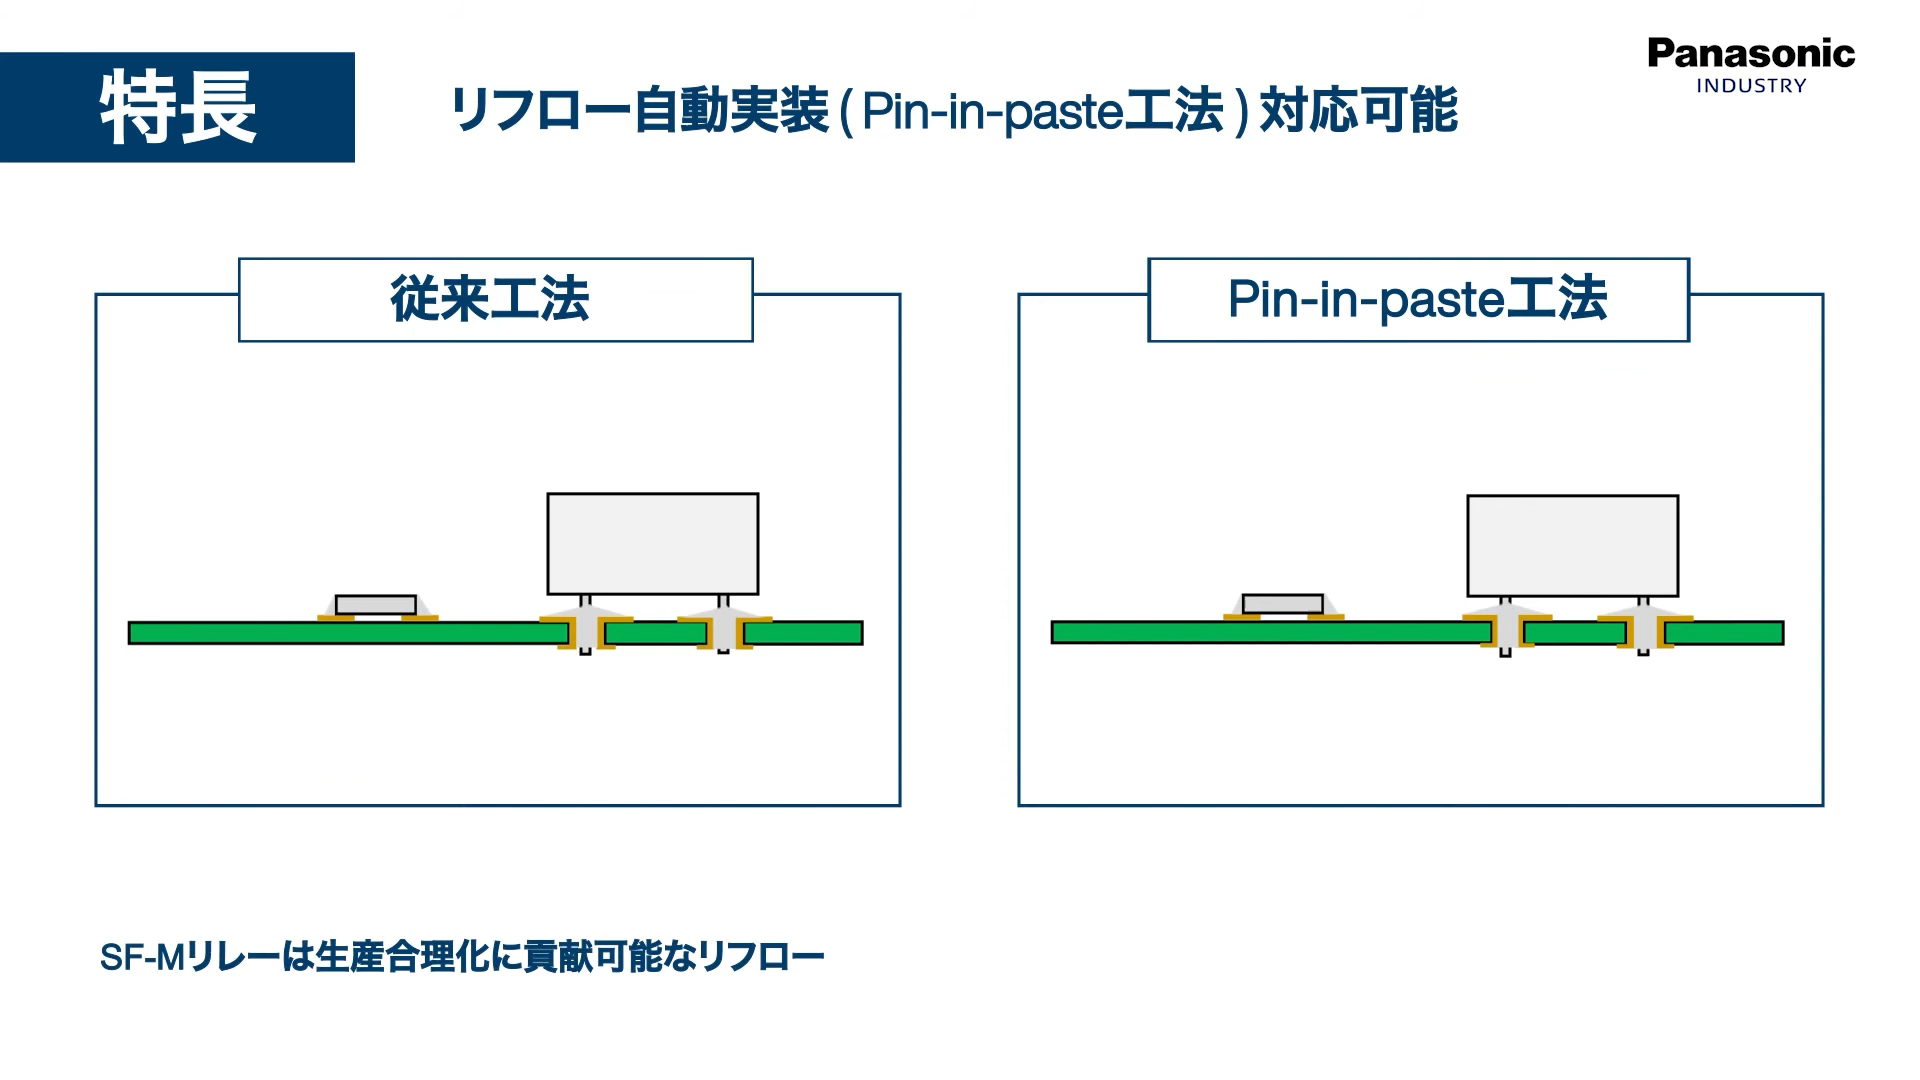 特長
リフロー自動実装(Pin-in-paste工法)対応可能
Panasonic
INDUSTRY
従来工法
Pin-in-paste工法
SF-Mリレーは生産合理化に貢献可能なリフロー